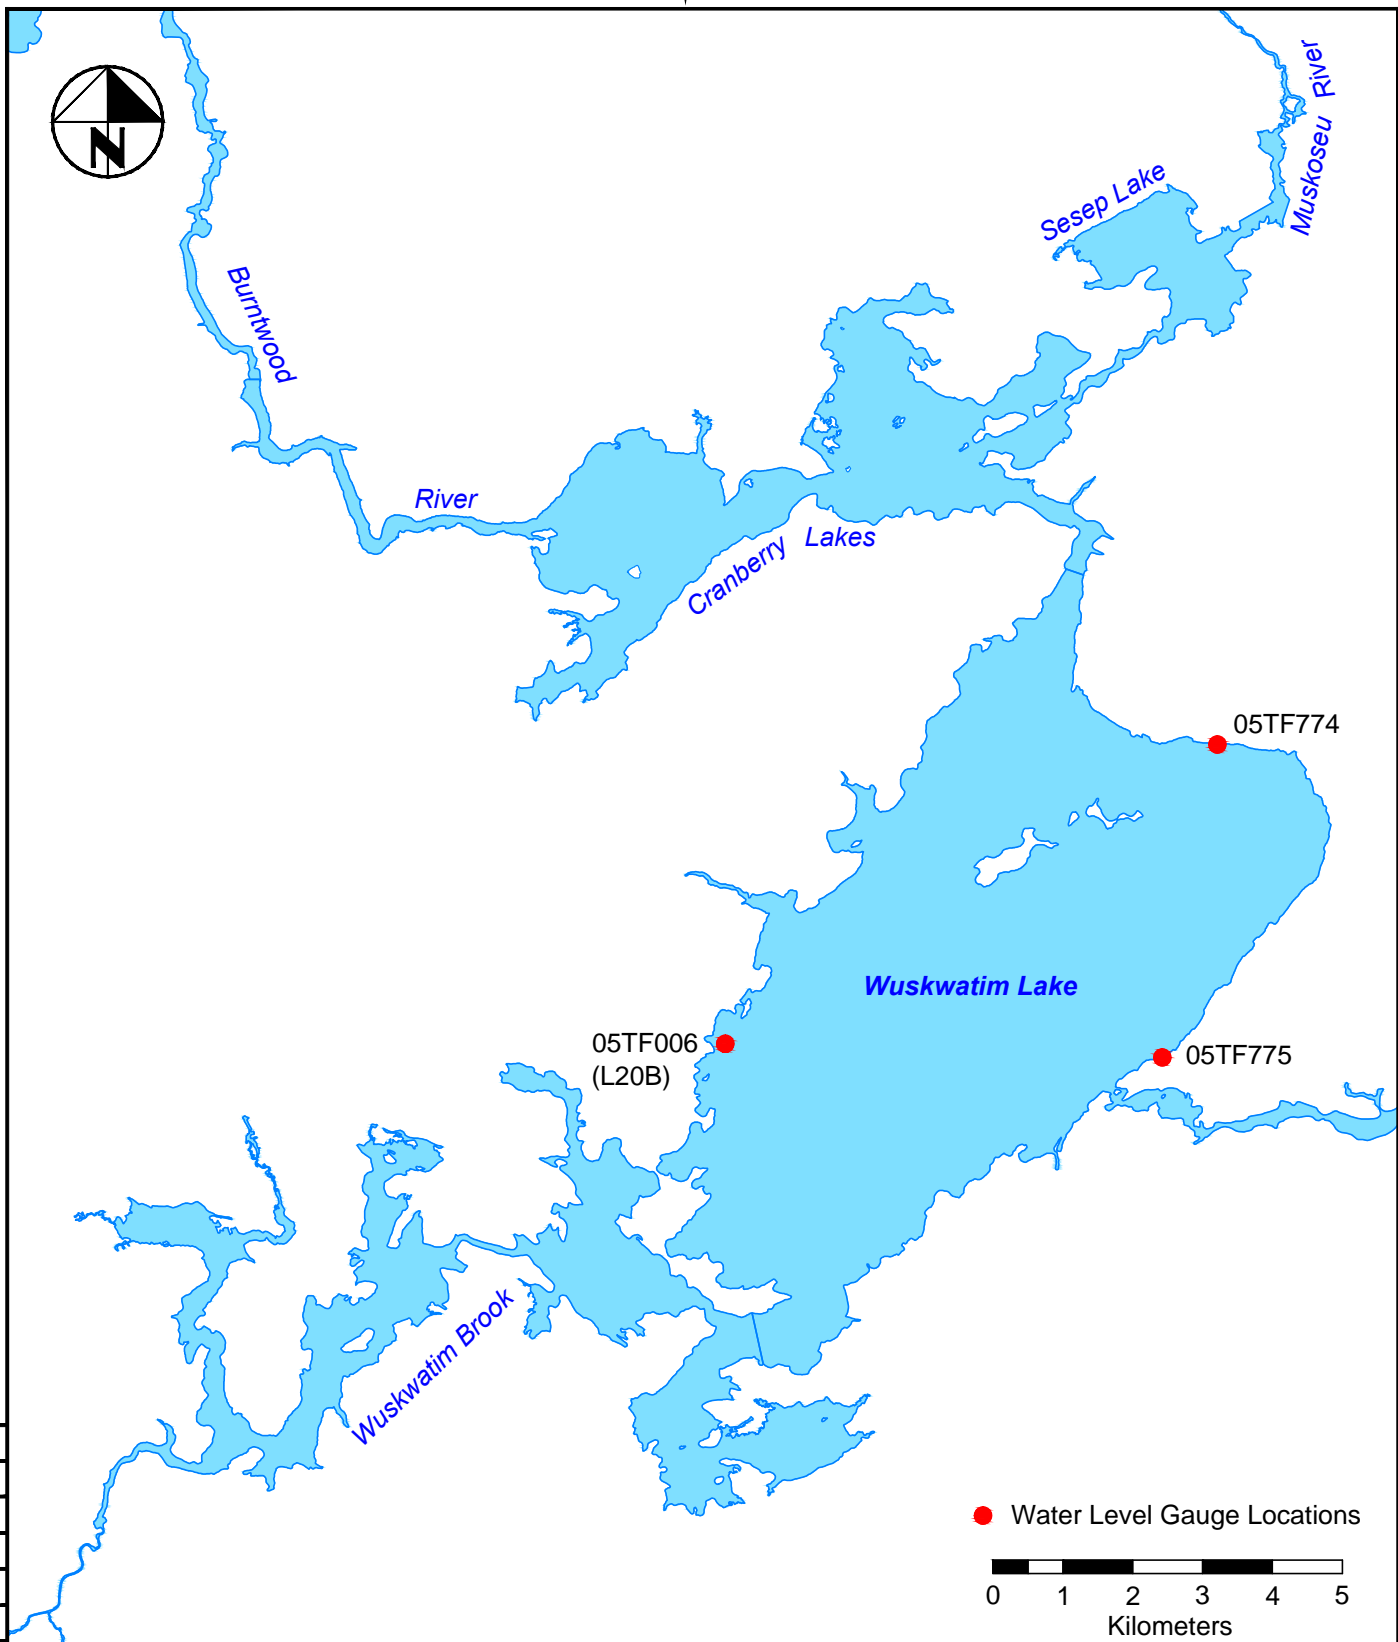 N
Muskoseu River
Sesep Lake
Burntwood
River
Cranberry Lakes
05TF774
Wuskwatim Lake
05TF006
(L20B)
05TF775
Wuskwatim Brook
Water Level Gauge Locations
0 1 2 3 4 5
Kilometers